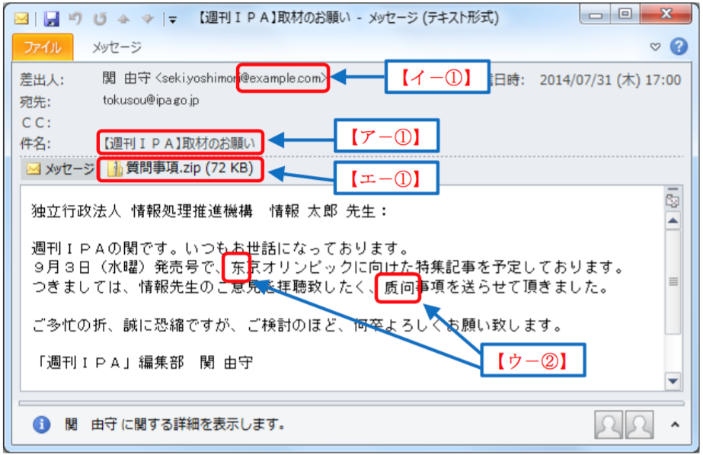 【週刊ＩＰＡ】取材のお願い - メッセージ (テキスト形式)
ファイル メッセージ
差出人: 関 由守 <sekiyoshimori@example.com> 【イ－①】 日時: 2014/07/31 (木) 17:00
宛先: tokusou@ipa.go.jp
CC:
件名: 【週刊ＩＰＡ】取材のお願い 【ア－①】
メッセージ 質問事項.zip (72 KB) 【エ－①】
独立行政法人 情報処理推進機構 情報 太郎 先生：
週刊ＩＰＡの関です。いつもお世話になっております。
９月３日（水曜）発売号で、东京オリンピックに向けた特集記事を予定しております。
つきましては、情報先生のご意見を拝聴致したく、质问事項を送らせて頂きました。
ご多忙の折、誠に恐縮ですが、ご検討のほど、何卒よろしくお願い致します。
【ウ－②】
「週刊ＩＰＡ」編集部 関 由守
関 由守 に関する詳細を表示します。